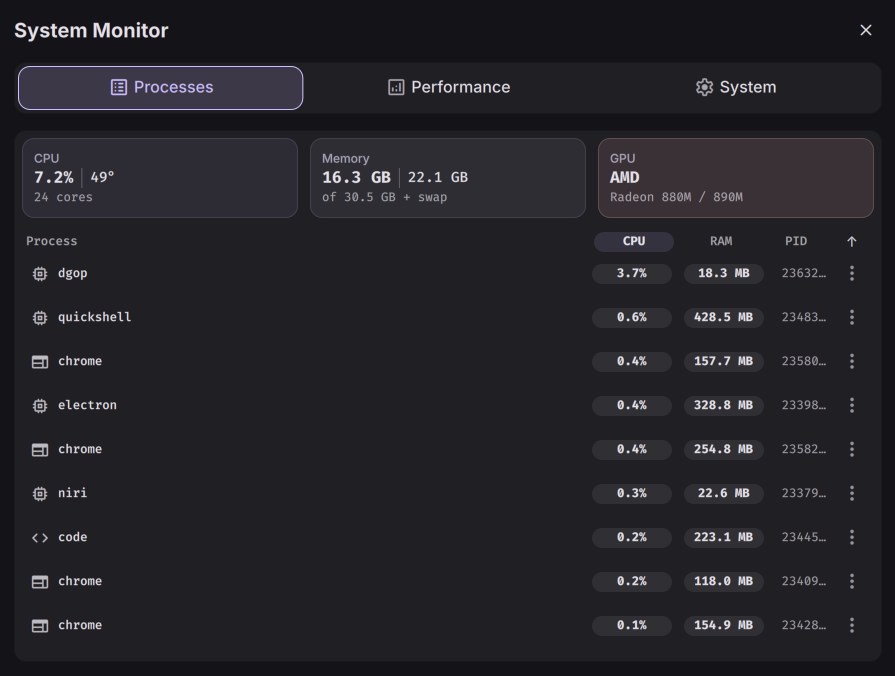 System Monitor
Processes Performance System
CPU Memory GPU
7.2% 49° 16.3 GB 22.1 GB AMD
24 cores of 30.5 GB + swap Radeon 880M / 890M
Process CPU RAM PID ↑
dgop 3.7% 18.3 MB 23632…
quickshell 0.6% 428.5 MB 23483…
chrome 0.4% 157.7 MB 23580…
electron 0.4% 328.8 MB 23398…
chrome 0.4% 254.8 MB 23582…
niri 0.3% 22.6 MB 23379…
code 0.2% 223.1 MB 23445…
chrome 0.2% 118.0 MB 23409…
chrome 0.1% 154.9 MB 23428…